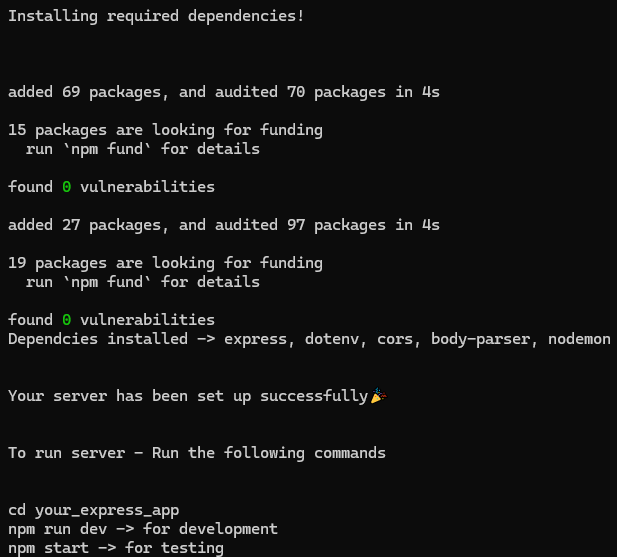 Installing required dependencies!
added 69 packages, and audited 70 packages in 4s
15 packages are looking for funding
run `npm fund` for details
found 0 vulnerabilities
added 27 packages, and audited 97 packages in 4s
19 packages are looking for funding
run `npm fund` for details
found 0 vulnerabilities
Dependcies installed -> express, dotenv, cors, body-parser, nodemon
Your server has been set up successfully🎉
To run server - Run the following commands
cd your_express_app
npm run dev -> for development
npm start -> for testing